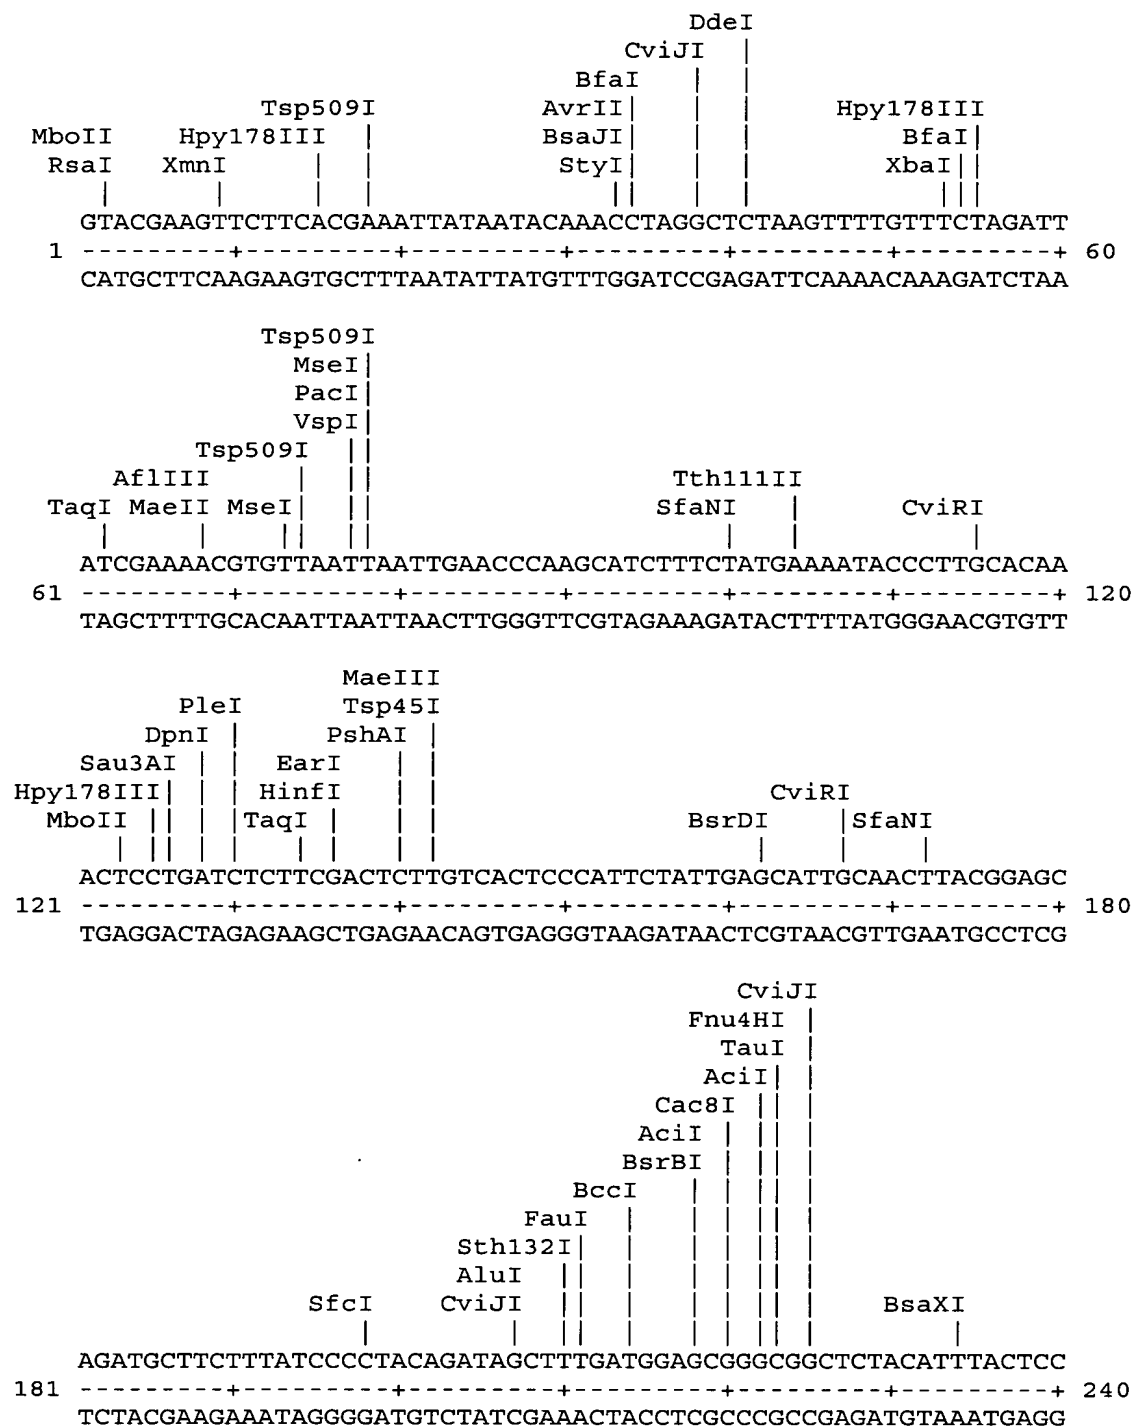 DdeI
CviJI
BfaI
Tsp509I AvrII Hpy178III
MboII Hpy178III BsaJI BfaI
RsaI XmnI StyI XbaI
GTACGAAGTTCTTCACGAAATTATAATACAAACCTAGGCTCTAAGTTTTGTTTCTAGATT
1 ---------+---------+---------+---------+---------+---------+ 60
CATGCTTCAAGAAGTGCTTTAATATTATGTTTGGATCCGAGATTCAAAACAAAGATCTAA
Tsp509I
MseI
PacI
VspI
Tsp509I
AflIII Tth111II
TaqI MaeII MseI SfaNI CviRI
ATCGAAAACGTGTTAATTAATTGAACCCAAGCATCTTTCTATGAAAATACCCTTGCACAA
61 ---------+---------+---------+---------+---------+---------+ 120
TAGCTTTTGCACAATTAATTAACTTGGGTTCGTAGAAAGATACTTTTATGGGAACGTGTT
MaeIII
PleI Tsp45I
DpnI PshAI
Sau3AI EarI
Hpy178III HinfI CviRI
MboII TaqI BsrDI SfaNI
ACTCCTGATCTCTTCGACTCTTGTCACTCCCATTCTATTGAGCATTGCAACTTACGGAGC
121 ---------+---------+---------+---------+---------+---------+ 180
TGAGGACTAGAGAAGCTGAGAACAGTGAGGGTAAGATAACTCGTAACGTTGAATGCCTCG
CviJI
Fnu4HI
TauI
AciI
Cac8I
AciI
BsrBI
BccI
FauI
Sth132I
AluI
SfcI CviJI BsaXI
AGATGCTTCTTTATCCCCTACAGATAGCTTTGATGGAGCGGGCGGCTCTACATTTACTCC
181 ---------+---------+---------+---------+---------+---------+ 240
TCTACGAAGAAATAGGGGATGTCTATCGAAACTACCTCGCCCGCCGAGATGTAAATGAGG